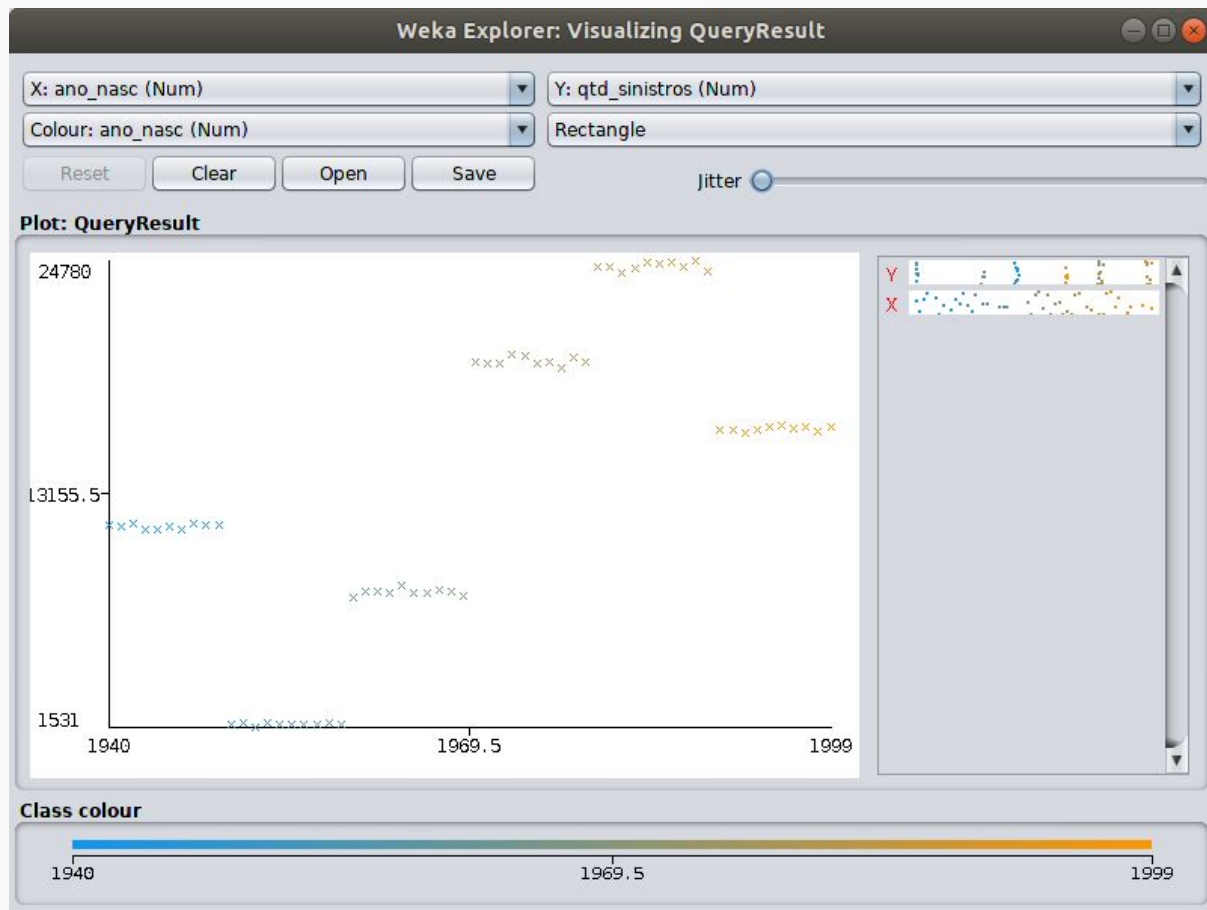 Weka Explorer: Visualizing QueryResult
X: ano_nasc (Num)
Y: qtd_sinistros (Num)
Colour: ano_nasc (Num)
Rectangle
Reset
Clear
Open
Save
Jitter
Plot: QueryResult
24780
13155.5
1531
1940
1969.5
1999
Y
X
Class colour
1940
1969.5
1999